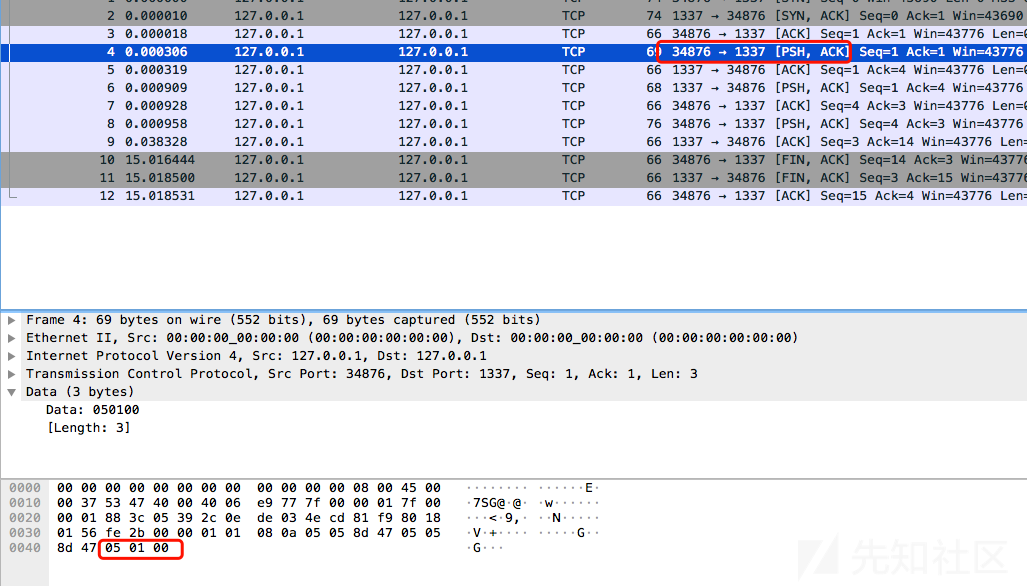 2 0.000010 127.0.0.1 127.0.0.1 TCP 74 1337 → 34876 [SYN, ACK] Seq=0 Ack=1 Win=43690
3 0.000018 127.0.0.1 127.0.0.1 TCP 66 34876 → 1337 [ACK] Seq=1 Ack=1 Win=43776 Len=
4 0.000306 127.0.0.1 127.0.0.1 TCP 69 34876 → 1337 [PSH, ACK] Seq=1 Ack=1 Win=43776
5 0.000319 127.0.0.1 127.0.0.1 TCP 66 1337 → 34876 [ACK] Seq=1 Ack=4 Win=43776 Len=
6 0.000909 127.0.0.1 127.0.0.1 TCP 68 1337 → 34876 [PSH, ACK] Seq=1 Ack=4 Win=43776
7 0.000928 127.0.0.1 127.0.0.1 TCP 66 34876 → 1337 [ACK] Seq=4 Ack=3 Win=43776 Len=
8 0.000958 127.0.0.1 127.0.0.1 TCP 76 34876 → 1337 [PSH, ACK] Seq=4 Ack=3 Win=43776
9 0.038328 127.0.0.1 127.0.0.1 TCP 66 1337 → 34876 [ACK] Seq=3 Ack=14 Win=43776 Len=
10 15.016444 127.0.0.1 127.0.0.1 TCP 66 34876 → 1337 [FIN, ACK] Seq=14 Ack=3 Win=4377
11 15.018500 127.0.0.1 127.0.0.1 TCP 66 1337 → 34876 [FIN, ACK] Seq=3 Ack=15 Win=4377
12 15.018531 127.0.0.1 127.0.0.1 TCP 66 34876 → 1337 [ACK] Seq=15 Ack=4 Win=43776 Len=
Frame 4: 69 bytes on wire (552 bits), 69 bytes captured (552 bits)
Ethernet II, Src: 00:00:00_00:00:00 (00:00:00:00:00:00), Dst: 00:00:00_00:00:00 (00:00:00:00:00:00)
Internet Protocol Version 4, Src: 127.0.0.1, Dst: 127.0.0.1
Transmission Control Protocol, Src Port: 34876, Dst Port: 1337, Seq: 1, Ack: 1, Len: 3
Data (3 bytes)
Data: 050100
[Length: 3]
0000 00 00 00 00 00 00 00 00 00 00 00 00 08 00 45 00 ········ ······E·
0010 00 37 53 47 40 00 40 06 e9 77 7f 00 00 01 7f 00 ·7SG@·@· ·w······
0020 00 01 88 3c 05 39 2c 0e de 03 4e cd 81 f9 80 18 ···<·9,· ··N·····
0030 01 56 fe 2b 00 00 01 01 08 0a 05 05 8d 47 05 05 ·V·+···· ·····G··
0040 8d 47 05 01 00 ·G···
先知社区